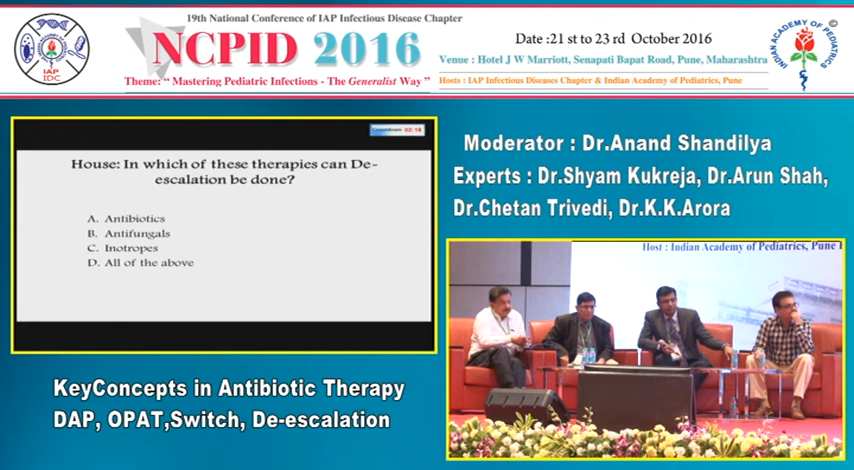 19th National Conference of IAP Infectious Disease Chapter
NCPID 2016
Theme: “ Mastering Pediatric Infections - The Generalist Way ”
Date :21 st to 23 rd October 2016
Venue : Hotel J W Marriott, Senapati Bapat Road, Pune, Maharashtra
Hosts : IAP Infectious Diseases Chapter & Indian Academy of Pediatrics, Pune
IAP
IDC
INDIAN ACADEMY OF PEDIATRICS
©
Countdown: 02:14
House: In which of these therapies can De-
escalation be done?
A. Antibiotics
B. Antifungals
C. Inotropes
D. All of the above
Moderator : Dr.Anand Shandilya
Experts : Dr.Shyam Kukreja, Dr.Arun Shah,
Dr.Chetan Trivedi, Dr.K.K.Arora
Host : Indian Academy of Pediatrics, Pune
KeyConcepts in Antibiotic Therapy
DAP, OPAT,Switch, De-escalation